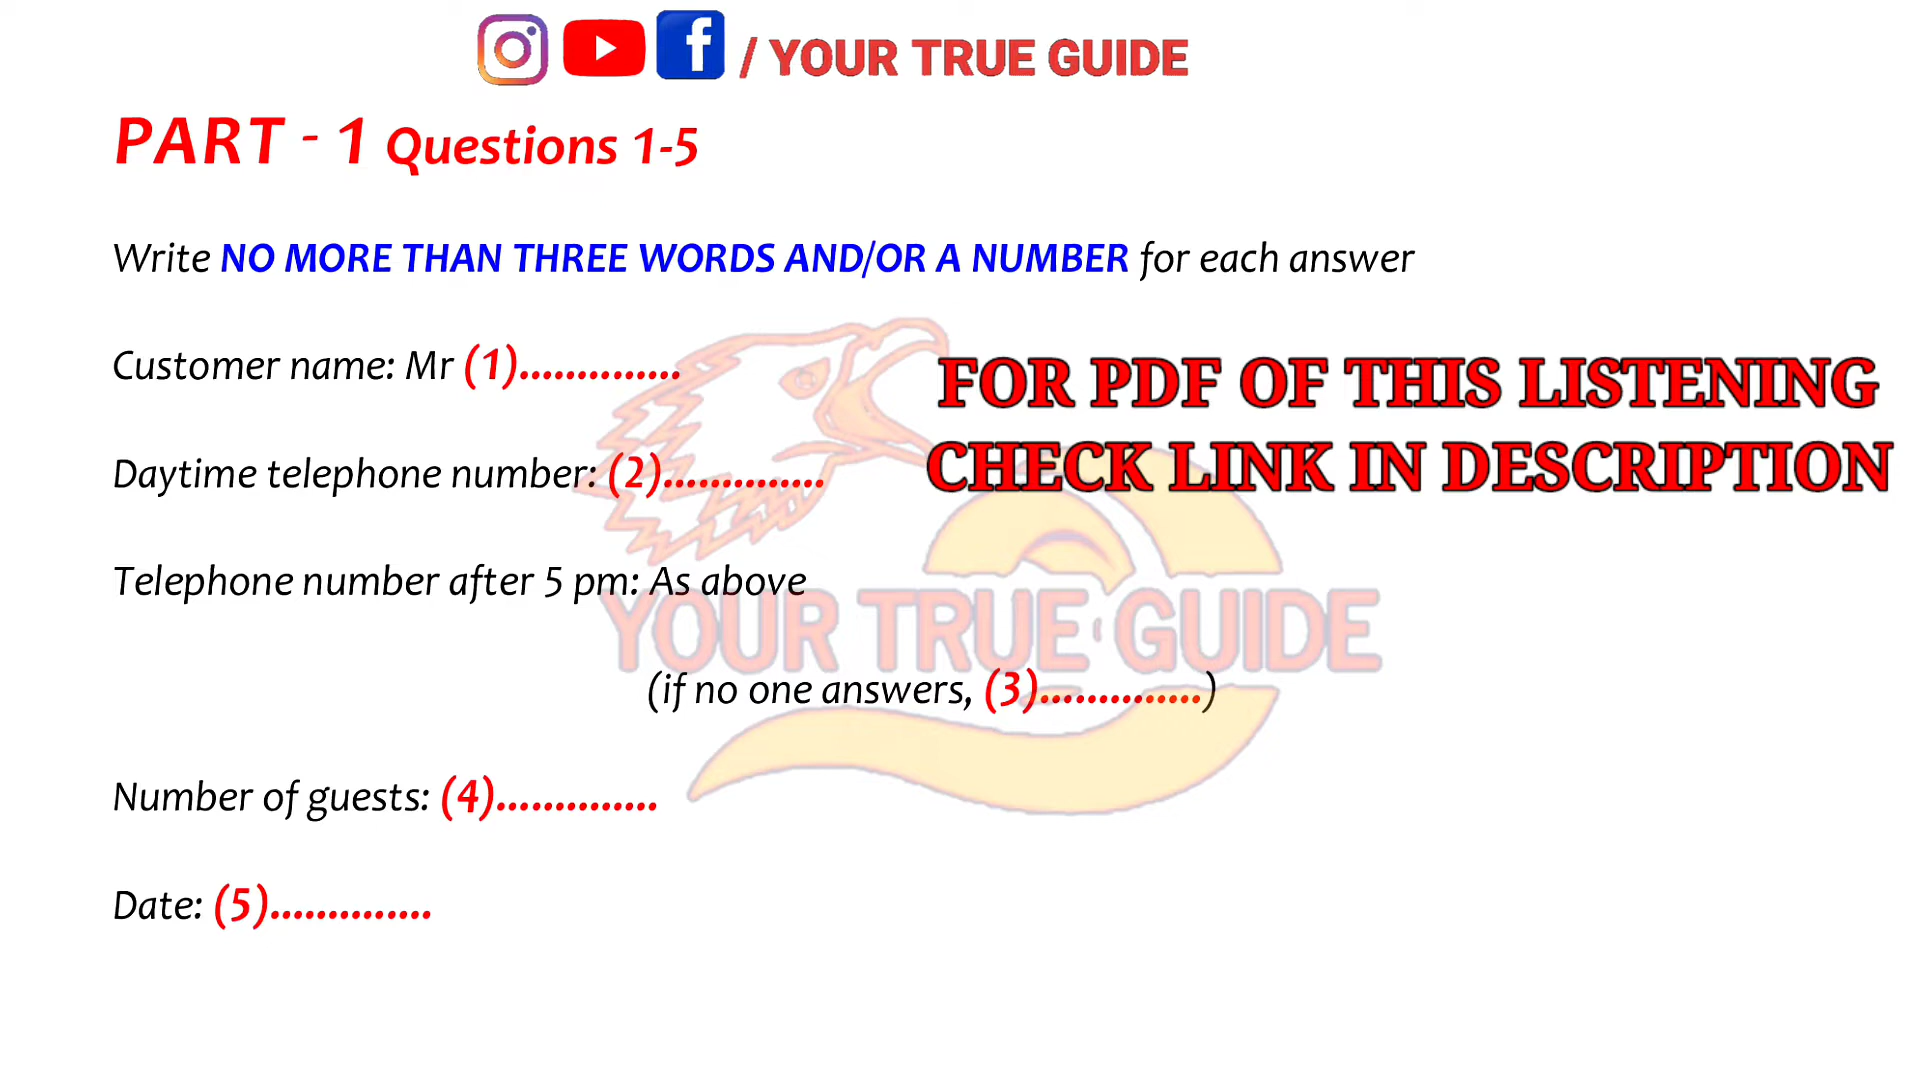 / YOUR TRUE GUIDE
PART - 1 Questions 1-5
Write NO MORE THAN THREE WORDS AND/OR A NUMBER for each answer
Customer name: Mr (1)..............
FOR PDF OF THIS LISTENING
CHECK LINK IN DESCRIPTION
Daytime telephone number: (2)..............
Telephone number after 5 pm: As above
YOUR TRUE GUIDE
(if no one answers, (3)..............)
Number of guests: (4)..............
Date: (5)..............